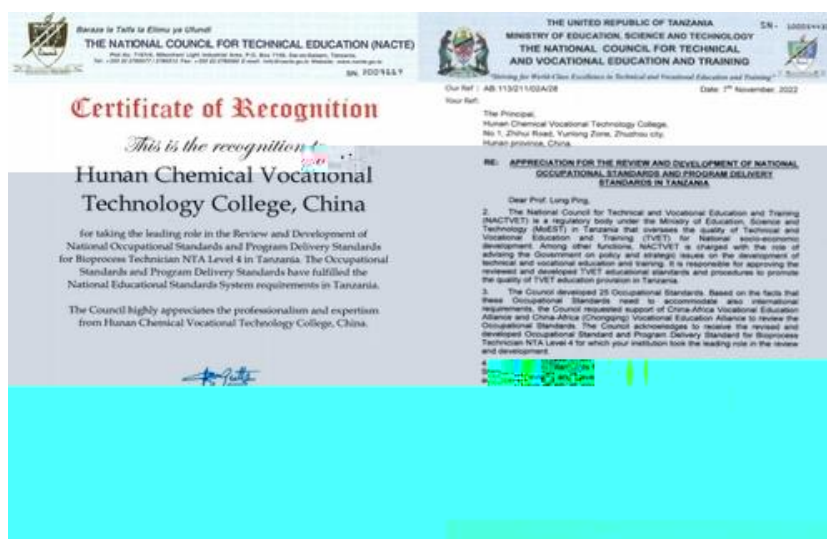 Baraza la Taifa la Elimu ya Ufundi
THE NATIONAL COUNCIL FOR TECHNICAL EDUCATION (NACTE)
Certificate of Recognition
This is the recognition
Hunan Chemical Vocational
Technology College, China
for taking the leading role in the Review and Development of
National Occupational Standards and Program Delivery Standards
for Bioprocess Technician NTA Level 4 in Tanzania. The Occupational
Standards and Program Delivery Standards have fulfilled the
National Educational Standards System requirements in Tanzania.
The Council highly appreciates the professionalism and expertism
from Hunan Chemical Vocational Technology College, China.
THE UNITED REPUBLIC OF TANZANIA
MINISTRY OF EDUCATION, SCIENCE AND TECHNOLOGY
THE NATIONAL COUNCIL FOR TECHNICAL
AND VOCATIONAL EDUCATION AND TRAINING
"Striving for World Class Excellence in Technical and Vocational Education and Training"
Our Ref : AB.113/211/02A/28 Date: 7th November, 2022
Your Ref:
The Principal,
Hunan Chemical Vocational Technology College,
No 1, Zhihui Road, Yunlong Zone, Zhuzhou city,
Hunan province, China.
RE: APPRECIATION FOR THE REVIEW AND DEVELOPMENT OF NATIONAL
OCCUPATIONAL STANDARDS AND PROGRAM DELIVERY
STANDARDS IN TANZANIA
Dear Prof. Long Ping,
2. The National Council for Technical and Vocational Education and Training
(NACTVET) is a regulatory body under the Ministry of Education, Science and
Technology (MoEST) in Tanzania that oversees the quality of Technical and
Vocational Education and Training (TVET) for National socio-economic
development. Among other functions, NACTVET is charged with the role of
advising the Government on policy and strategic issues on the development of
technical and vocational education and training. It is responsible for approving the
reviewed and developed TVET educational standards and procedures to promote
the quality of TVET education provision in Tanzania.
3. The Council developed 25 Occupational Standards. Based on the facts that
these Occupational Standards need to accommodate also international
requirements, the Council requested support of China-Africa Vocational Education
Alliance and China-Africa (Chongqing) Vocational Education Alliance to review the
Occupational Standards. The Council acknowledges to receive the revised and
developed Occupational Standard and Program Delivery Standard for Bioprocess
Technician NTA Level 4 for which your institution took the leading role in the review
and development.